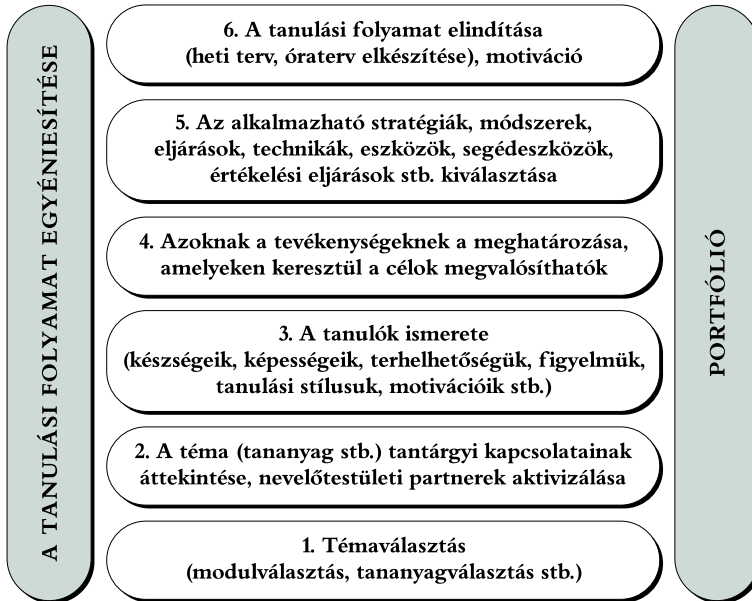 A TANULÁSI FOLYAMAT EGYÉNIESÍTÉSE
6. A tanulási folyamat elindítása
(heti terv, óraterv elkészítése), motiváció
5. Az alkalmazható stratégiák, módszerek,
eljárások, technikák, eszközök, segédeszközök,
értékelési eljárások stb. kiválasztása
4. Azoknak a tevékenységeknek a meghatározása,
amelyeken keresztül a célok megvalósíthatók
3. A tanulók ismerete
(készségeik, képességeik, terhelhetőségük, figyelmük,
tanulási stílusuk, motivációik stb.)
2. A téma (tananyag stb.) tantárgyi kapcsolatainak
áttekintése, nevelőtestületi partnerek aktivizálása
1. Témaválasztás
(modulválasztás, tananyagválasztás stb.)
PORTFÓLIÓ